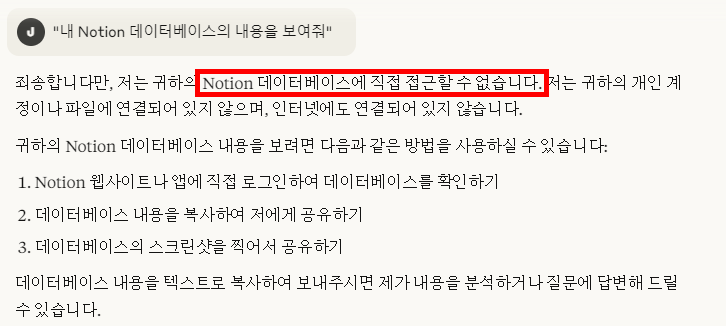 J "내 Notion 데이터베이스의 내용을 보여줘"
죄송합니다만, 저는 귀하의 Notion 데이터베이스에 직접 접근할 수 없습니다. 저는 귀하의 개인 계
정이나 파일에 연결되어 있지 않으며, 인터넷에도 연결되어 있지 않습니다.
귀하의 Notion 데이터베이스 내용을 보려면 다음과 같은 방법을 사용하실 수 있습니다:
1. Notion 웹사이트나 앱에 직접 로그인하여 데이터베이스를 확인하기
2. 데이터베이스 내용을 복사하여 저에게 공유하기
3. 데이터베이스의 스크린샷을 찍어서 공유하기
데이터베이스 내용을 텍스트로 복사하여 보내주시면 제가 내용을 분석하거나 질문에 답변해 드릴
수 있습니다.